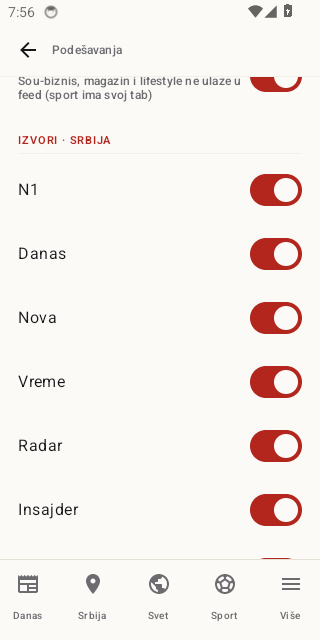 7:56
Podešavanja
Šou-biznis, magazin i lifestyle ne ulaze u
feed (sport ima svoj tab)
IZVORI · SRBIJA
N1
Danas
Nova
Vreme
Radar
Insajder
Danas
Srbija
Svet
Sport
Više